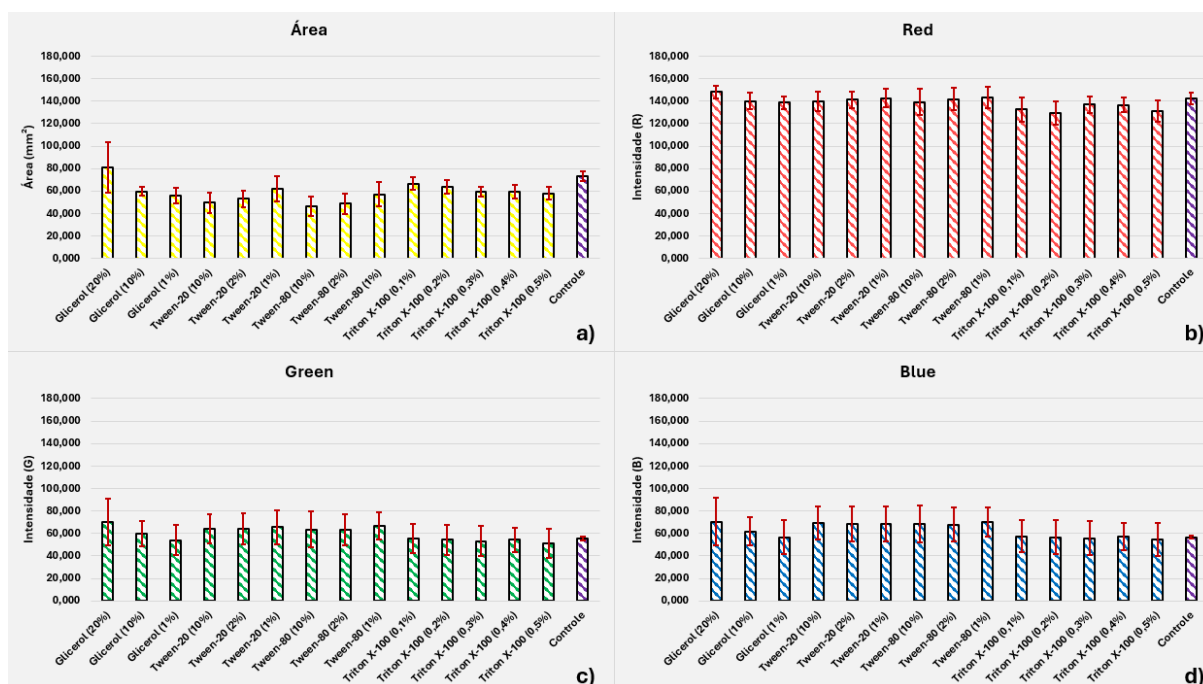 Área
Área (mm²)
180,000
160,000
140,000
120,000
100,000
80,000
60,000
40,000
20,000
0,000
Glicerol (20%)
Glicerol (10%)
Glicerol (1%)
Tween-20 (10%)
Tween-20 (2%)
Tween-20 (1%)
Tween-80 (10%)
Tween-80 (2%)
Tween-80 (1%)
Triton X-100 (0,1%)
Triton X-100 (0,2%)
Triton X-100 (0,3%)
Triton X-100 (0,4%)
Triton X-100 (0,5%)
Controle
a)
Red
Intensidade (R)
180,000
160,000
140,000
120,000
100,000
80,000
60,000
40,000
20,000
0,000
Glicerol (20%)
Glicerol (10%)
Glicerol (1%)
Tween-20 (10%)
Tween-20 (2%)
Tween-20 (1%)
Tween-80 (10%)
Tween-80 (2%)
Tween-80 (1%)
Triton X-100 (0,1%)
Triton X-100 (0,2%)
Triton X-100 (0,3%)
Triton X-100 (0,4%)
Triton X-100 (0,5%)
Controle
b)
Green
Intensidade (G)
180,000
160,000
140,000
120,000
100,000
80,000
60,000
40,000
20,000
0,000
Glicerol (20%)
Glicerol (10%)
Glicerol (1%)
Tween-20 (10%)
Tween-20 (2%)
Tween-20 (1%)
Tween-80 (10%)
Tween-80 (2%)
Tween-80 (1%)
Triton X-100 (0,1%)
Triton X-100 (0,2%)
Triton X-100 (0,3%)
Triton X-100 (0,4%)
Triton X-100 (0,5%)
Controle
c)
Blue
Intensidade (B)
180,000
160,000
140,000
120,000
100,000
80,000
60,000
40,000
20,000
0,000
Glicerol (20%)
Glicerol (10%)
Glicerol (1%)
Tween-20 (10%)
Tween-20 (2%)
Tween-20 (1%)
Tween-80 (10%)
Tween-80 (2%)
Tween-80 (1%)
Triton X-100 (0,1%)
Triton X-100 (0,2%)
Triton X-100 (0,3%)
Triton X-100 (0,4%)
Triton X-100 (0,5%)
Controle
d)